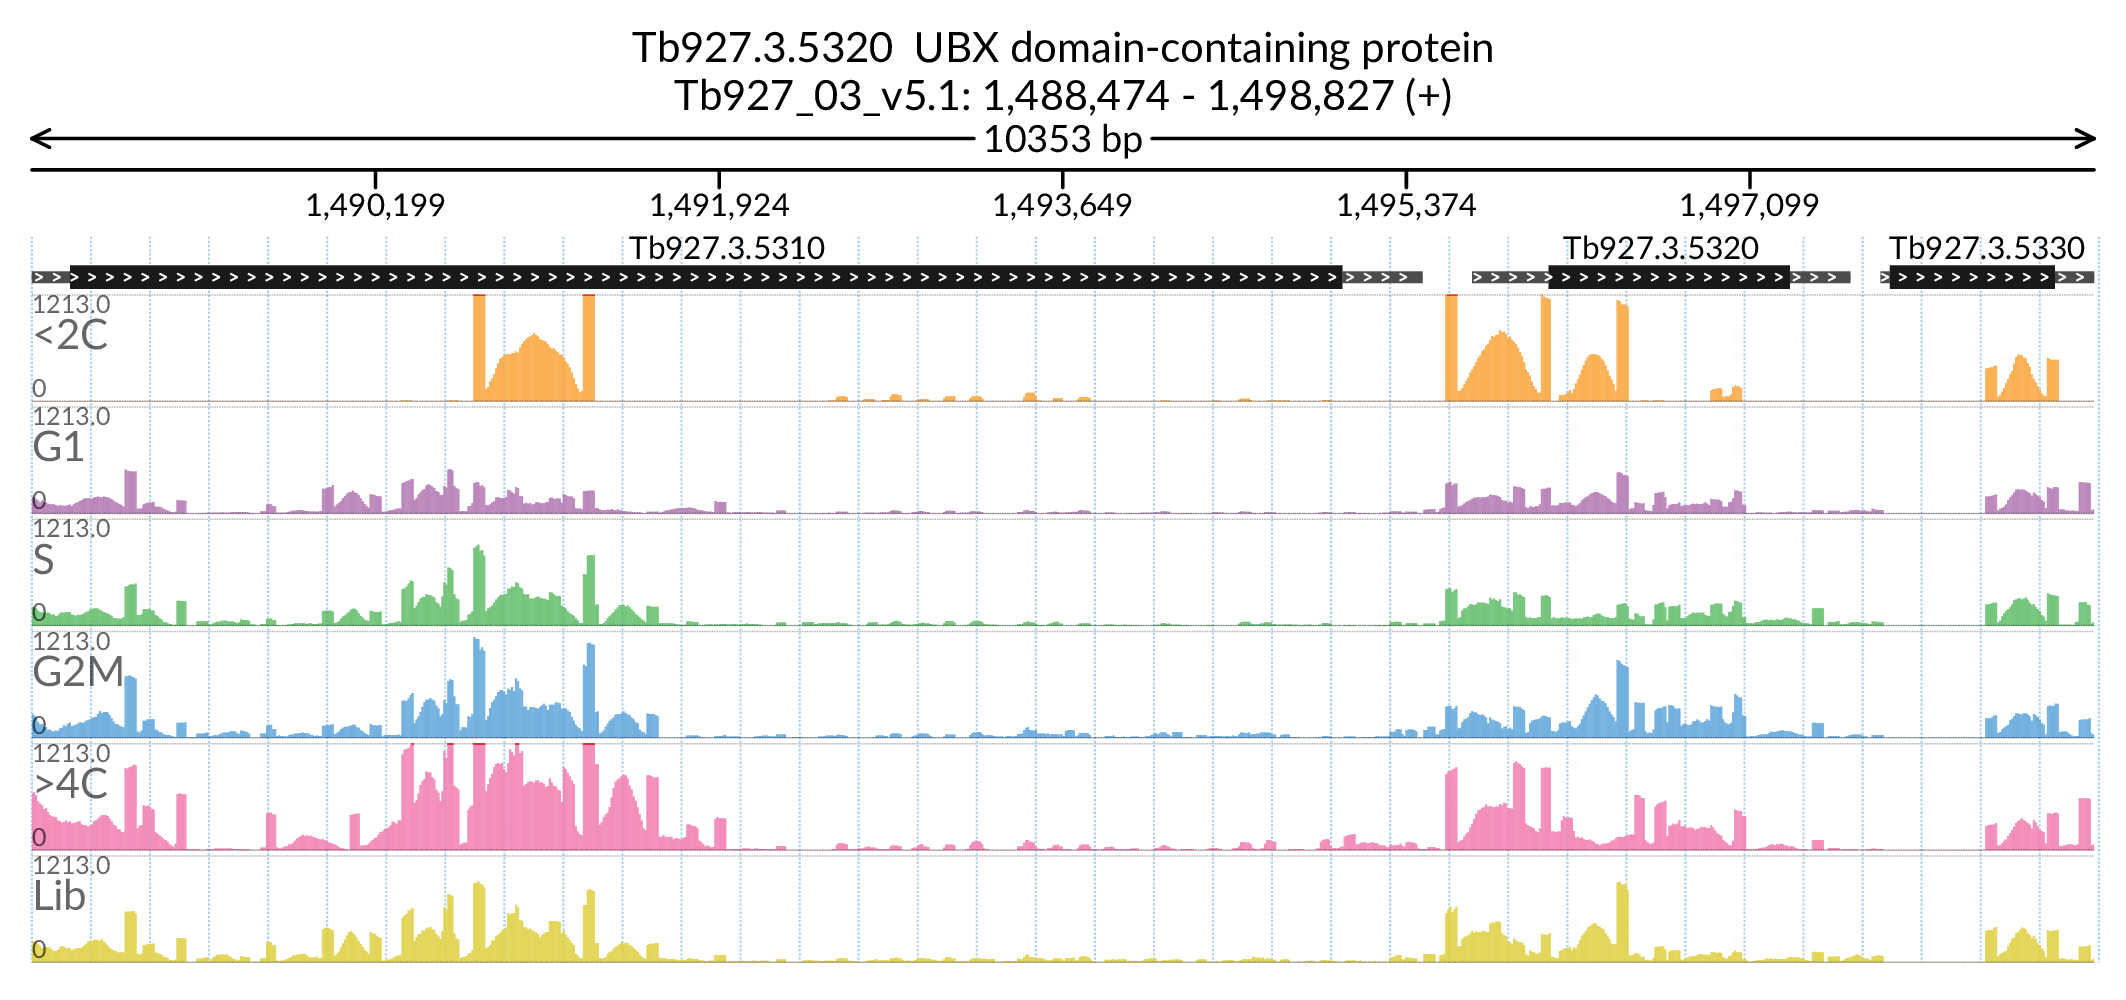 Tb927.3.5320  UBX domain-containing protein
Tb927_03_v5.1: 1,488,474 - 1,498,827 (+)
10353 bp
1,490,199 1,491,924 1,493,649 1,495,374 1,497,099
Tb927.3.5310 Tb927.3.5320 Tb927.3.5330
1213.0
<2C
0
1213.0
G1
0
1213.0
S
0
1213.0
G2M
0
1213.0
>4C
0
1213.0
Lib
0